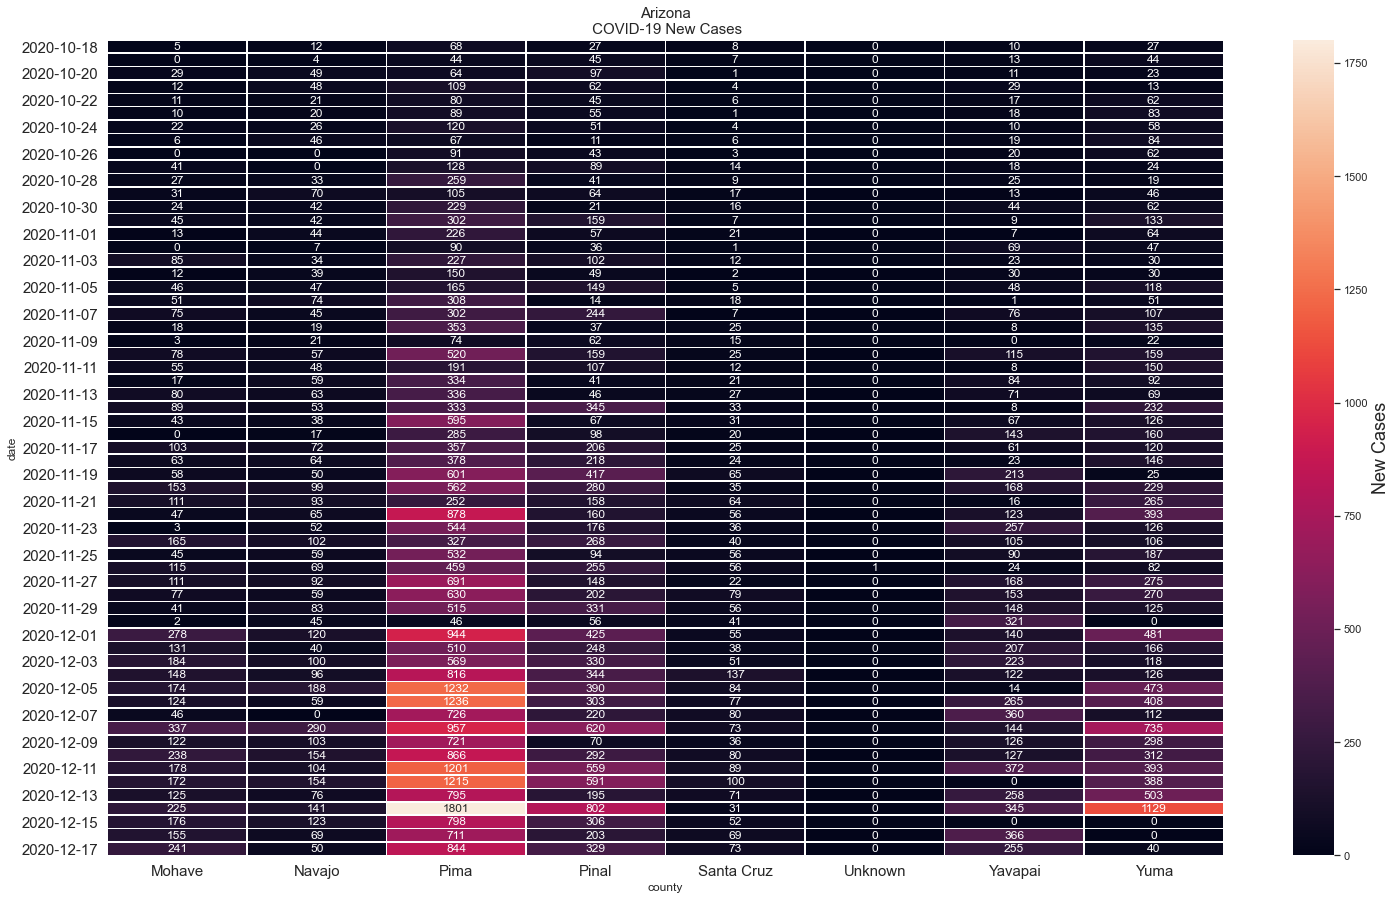 Arizona
COVID-19 New Cases
2020-10-18 5 12 68 27 8 0 10 27
0 4 44 45 7 0 13 44
2020-10-20 29 49 64 97 1 0 11 23
12 48 109 62 4 0 29 13
2020-10-22 11 21 80 45 6 0 17 62
10 20 89 55 1 0 18 83
2020-10-24 22 26 120 51 4 0 10 58
6 46 67 11 6 0 19 84
2020-10-26 0 0 91 43 3 0 20 62
41 0 128 89 14 0 18 24
2020-10-28 27 33 259 41 9 0 25 19
31 70 105 64 17 0 13 46
2020-10-30 24 42 229 21 16 0 44 62
45 42 302 159 7 0 9 133
2020-11-01 13 44 226 57 21 0 7 64
0 7 90 36 1 0 69 47
2020-11-03 85 34 227 102 12 0 23 30
12 39 150 49 2 0 30 30
2020-11-05 46 47 165 149 5 0 48 118
51 74 308 14 18 0 1 51
2020-11-07 75 45 302 244 7 0 76 107
18 19 353 37 25 0 8 135
2020-11-09 3 21 74 62 15 0 0 22
78 57 520 159 25 0 115 159
2020-11-11 55 48 191 107 12 0 8 150
17 59 334 41 21 0 84 92
2020-11-13 80 63 336 46 27 0 71 69
89 53 333 345 33 0 8 232
2020-11-15 43 38 595 67 31 0 67 126
0 17 285 98 20 0 143 160
2020-11-17 103 72 357 206 25 0 61 120
63 64 378 218 24 0 23 146
2020-11-19 58 50 601 417 65 0 213 25
153 99 562 280 35 0 168 229
2020-11-21 111 93 252 158 64 0 16 265
47 65 878 160 56 0 123 393
2020-11-23 3 52 544 176 36 0 257 126
165 102 327 268 40 0 105 106
2020-11-25 45 59 532 94 56 0 90 187
115 69 459 255 56 1 24 82
2020-11-27 111 92 691 148 22 0 168 275
77 59 630 202 79 0 153 270
2020-11-29 41 83 515 331 56 0 148 125
2 45 46 56 41 0 321 0
2020-12-01 278 120 944 425 55 0 140 481
131 40 510 248 38 0 207 166
2020-12-03 184 100 569 330 51 0 223 118
148 96 816 344 137 0 122 126
2020-12-05 174 188 1232 390 84 0 14 473
124 59 1236 303 77 0 265 408
2020-12-07 46 0 726 220 80 0 360 112
337 290 957 620 73 0 144 735
2020-12-09 122 103 721 70 36 0 126 298
238 154 866 292 80 0 127 312
2020-12-11 178 104 1201 559 89 0 372 393
172 154 1215 591 100 0 0 388
2020-12-13 125 76 795 195 71 0 258 503
225 141 1801 802 31 0 345 1129
2020-12-15 176 123 798 306 52 0 0 0
155 69 711 203 69 0 366 0
2020-12-17 241 50 844 329 73 0 255 40
Mohave Navajo Pima Pinal Santa Cruz Unknown Yavapai Yuma
county
date
1750
1500
1250
1000
750
500
250
0
New Cases